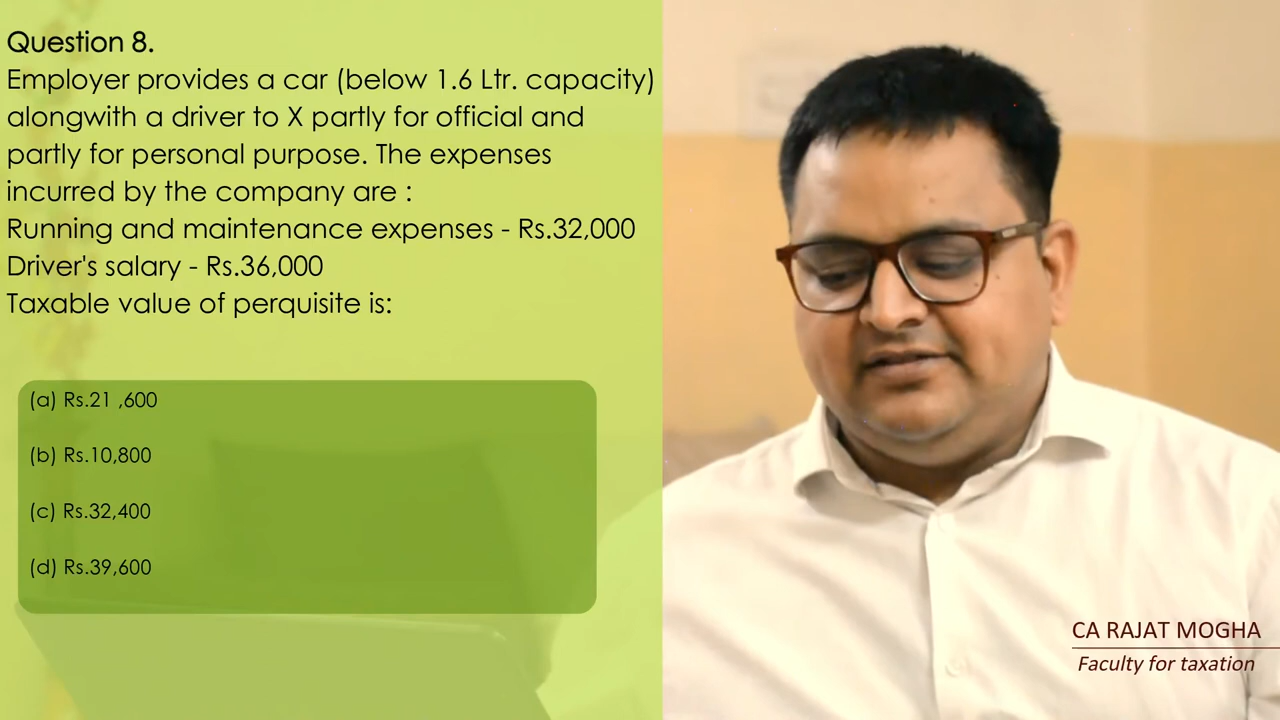 Question 8.
Employer provides a car (below 1.6 Ltr. capacity)
alongwith a driver to X partly for official and
partly for personal purpose. The expenses
incurred by the company are :
Running and maintenance expenses - Rs.32,000
Driver's salary - Rs.36,000
Taxable value of perquisite is:
(a) Rs.21 ,600
(b) Rs.10,800
(c) Rs.32,400
(d) Rs.39,600
CA RAJAT MOGHA
Faculty for taxation